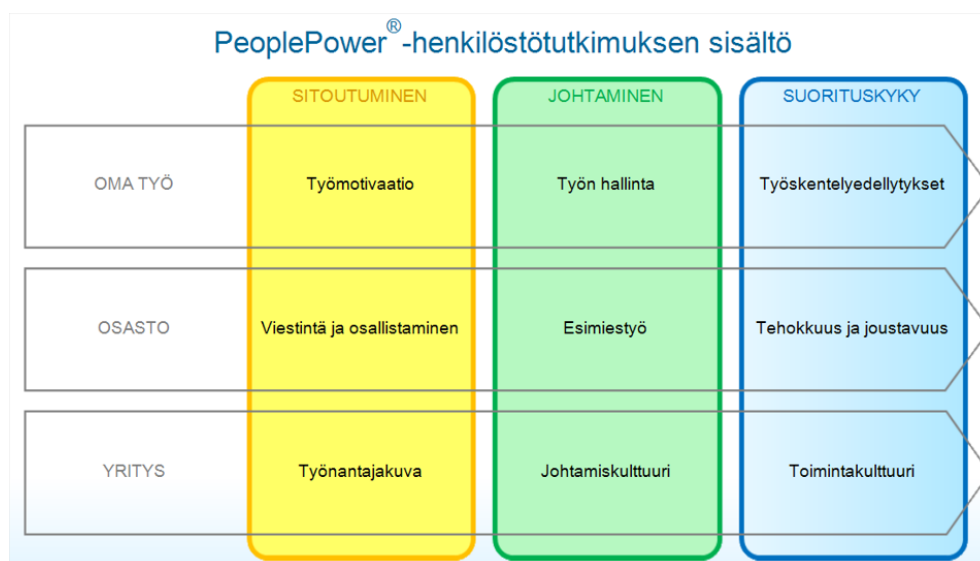 PeoplePower®-henkilöstötutkimuksen sisältö
SITOUTUMINEN JOHTAMINEN SUORITUSKYKY
OMA TYÖ Työmotivaatio Työn hallinta Työskentelyedellytykset
OSASTO Viestintä ja osallistaminen Esimiestyö Tehokkuus ja joustavuus
YRITYS Työnantajakuva Johtamiskulttuuri Toimintakulttuuri